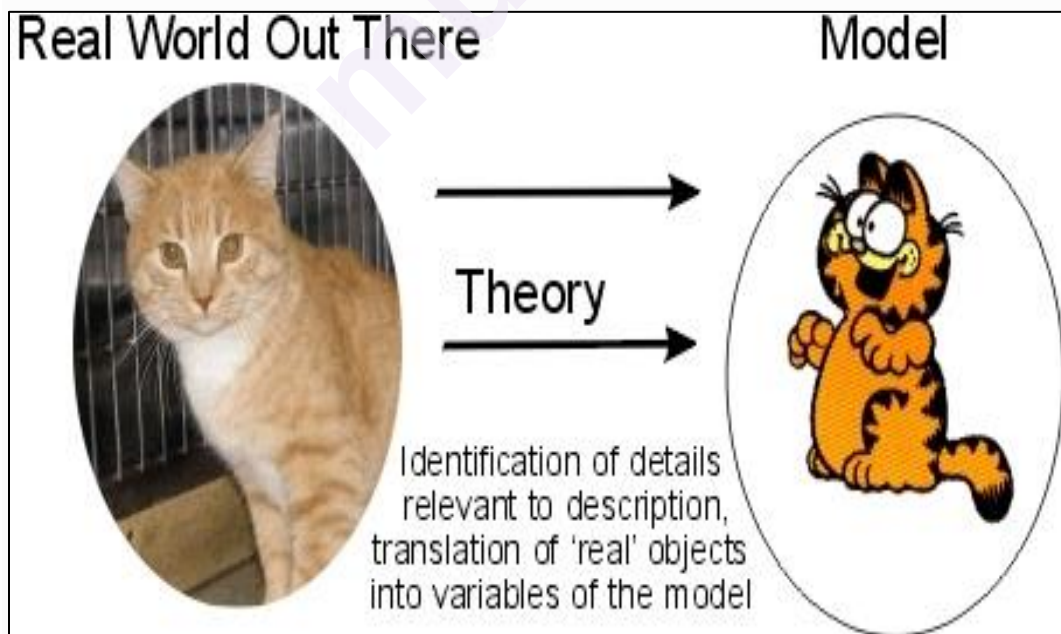 Real World Out There
Model
Theory
Identification of details
relevant to description,
translation of 'real' objects
into variables of the model